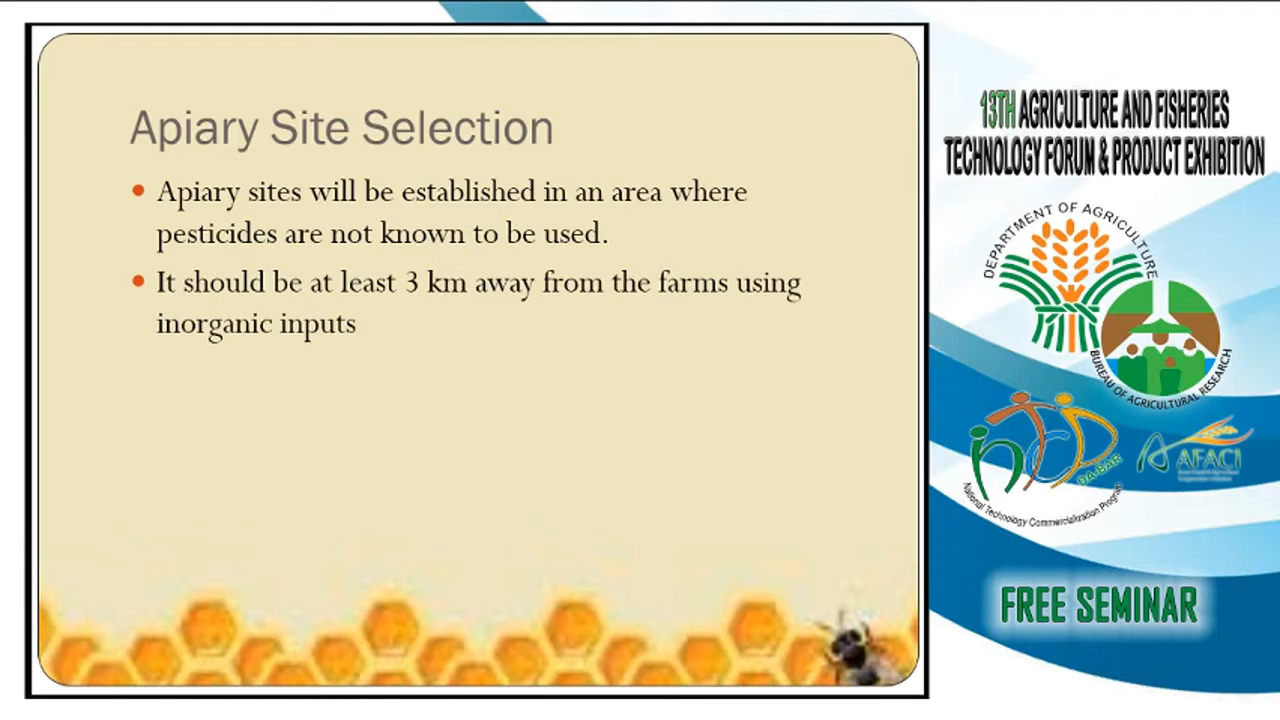 Apiary Site Selection
• Apiary sites will be established in an area where
pesticides are not known to be used.
• It should be at least 3 km away from the farms using
inorganic inputs
13TH AGRICULTURE AND FISHERIES
TECHNOLOGY FORUM & PRODUCT EXHIBITION
DEPARTMENT OF AGRICULTURE
BUREAU OF AGRICULTURAL RESEARCH
ntcp
DA-BAR
National Technology Commercialization Program
AFACI
FREE SEMINAR